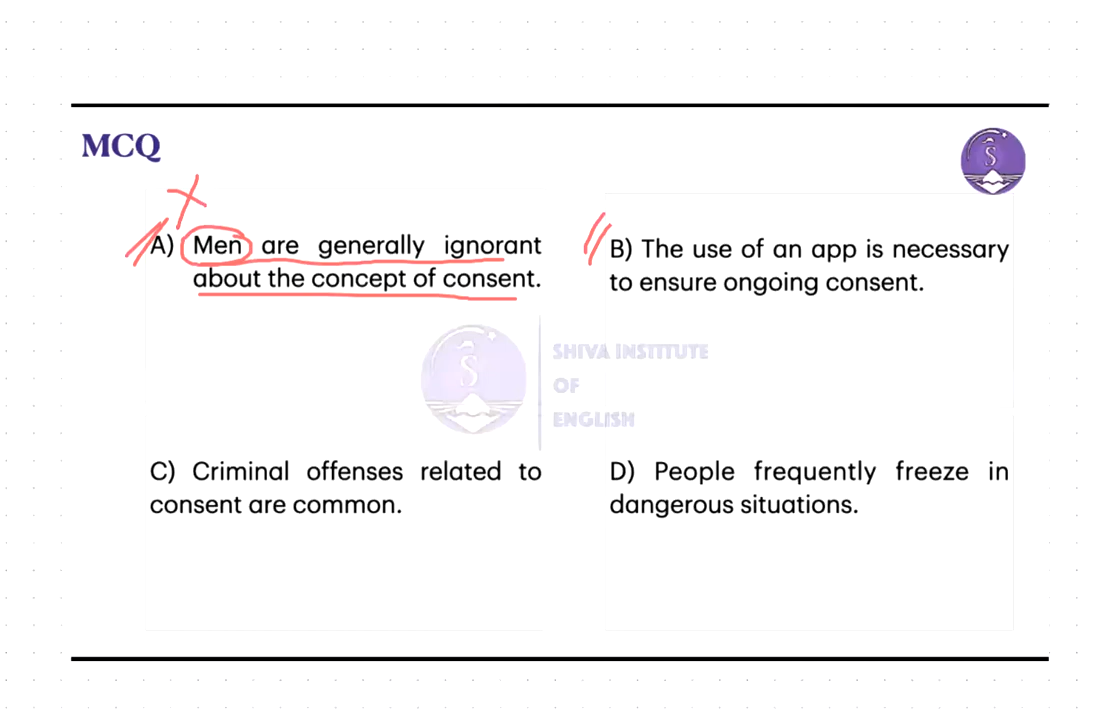 MCQ
A) Men are generally ignorant
about the concept of consent.
B) The use of an app is necessary
to ensure ongoing consent.
SHIVA INSTITUTE
OF
ENGLISH
C) Criminal offenses related to
consent are common.
D) People frequently freeze in
dangerous situations.